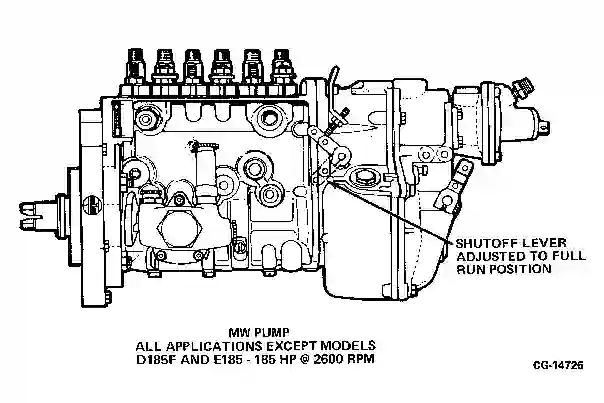 SHUTOFF LEVER
ADJUSTED TO FULL
RUN POSITION
MW PUMP
ALL APPLICATIONS EXCEPT MODELS
D185F AND E185 - 185 HP @ 2600 RPM
CG-14726